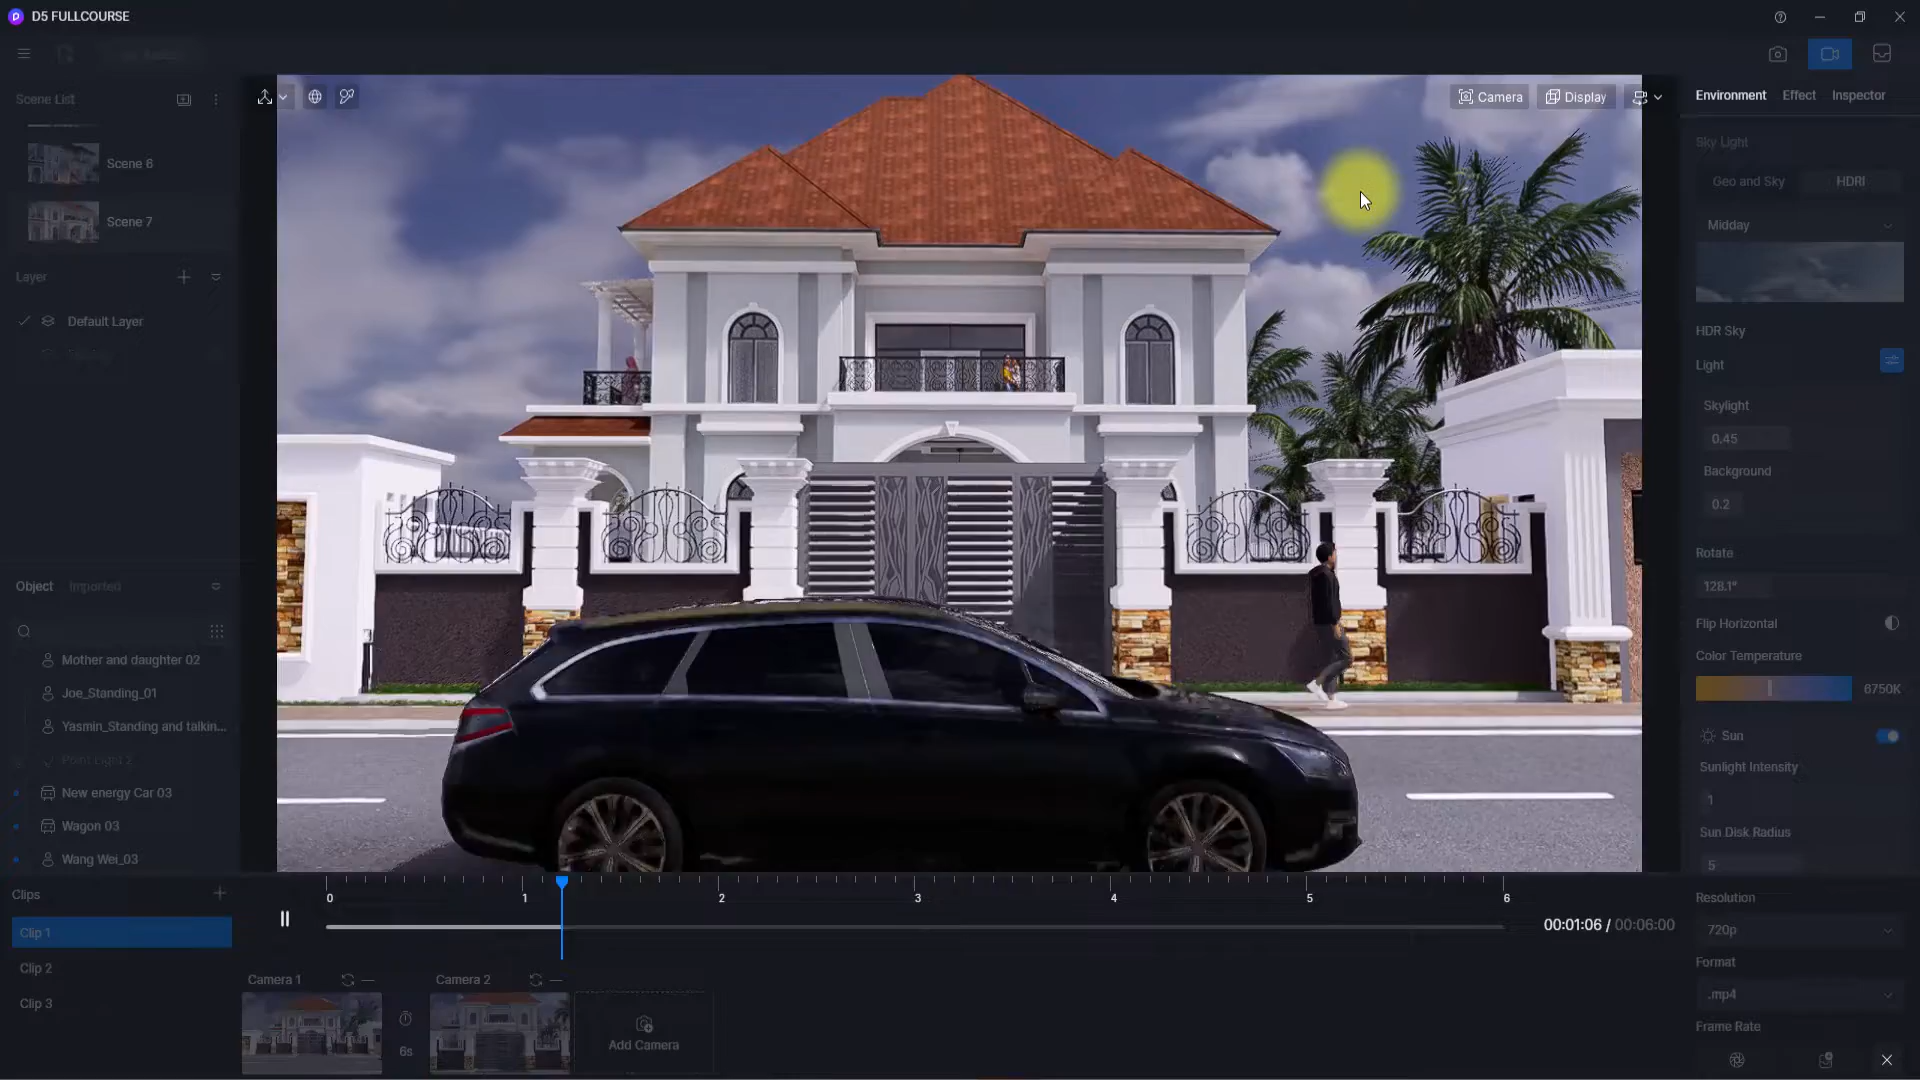 D5 FULLCOURSE
Scene List
Scene 6
Scene 7
Layer
Default Layer
Object
Imported
Mother and daughter 02
Joe_Standing_01
Yasmin_Standing and talkin...
Point Light 2
New energy Car 03
Wagon 03
Wang Wei_03
Camera
Display
Environment
Effect
Inspector
Sky Light
Geo and Sky
HDRI
Midday
HDR Sky
Light
Skylight
0.45
Background
0.2
Rotate
128.1°
Flip Horizontal
Color Temperature
6750K
Sun
Sunlight Intensity
1
Sun Disk Radius
5
Clips
Clip 1
Clip 2
Clip 3
0 1 2 3 4 5 6
00:01:06 / 00:06:00
Camera 1
6s
Camera 2
Add Camera
Resolution
720p
Format
.mp4
Frame Rate